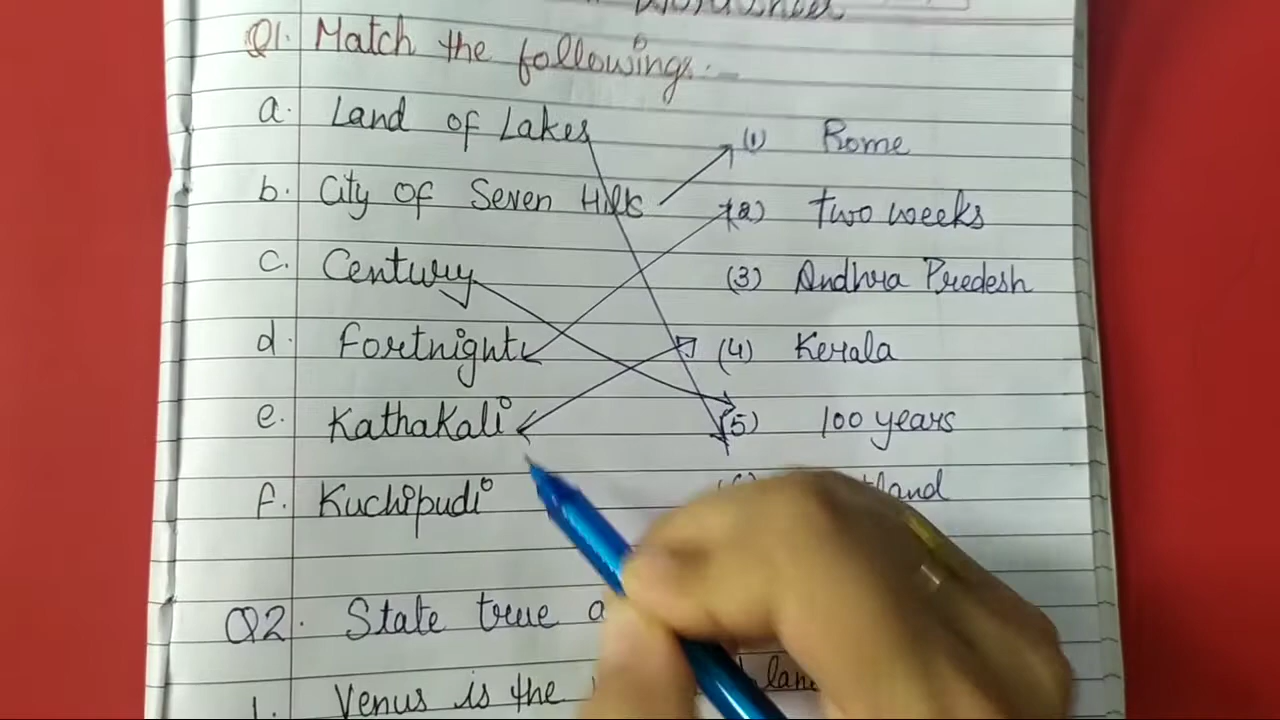 Q1. Match the followings:-
a. Land of Lakes (1) Rome
b. City of Seven Hills (2) Two weeks
c. Century (3) Andhra Predesh
d. Fortnight (4) Kerala
e. Kathakali (5) 100 years
f. Kuchipudi
Q2. State true
1. Venus is the